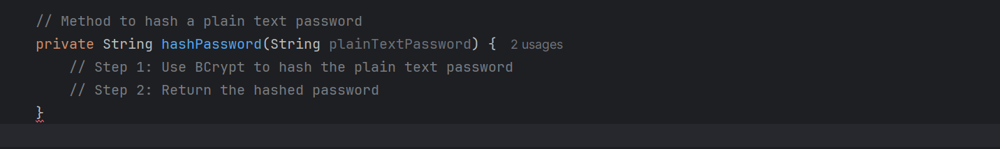 // Method to hash a plain text password
private String hashPassword(String plainTextPassword) { 2 usages
// Step 1: Use BCrypt to hash the plain text password
// Step 2: Return the hashed password
}